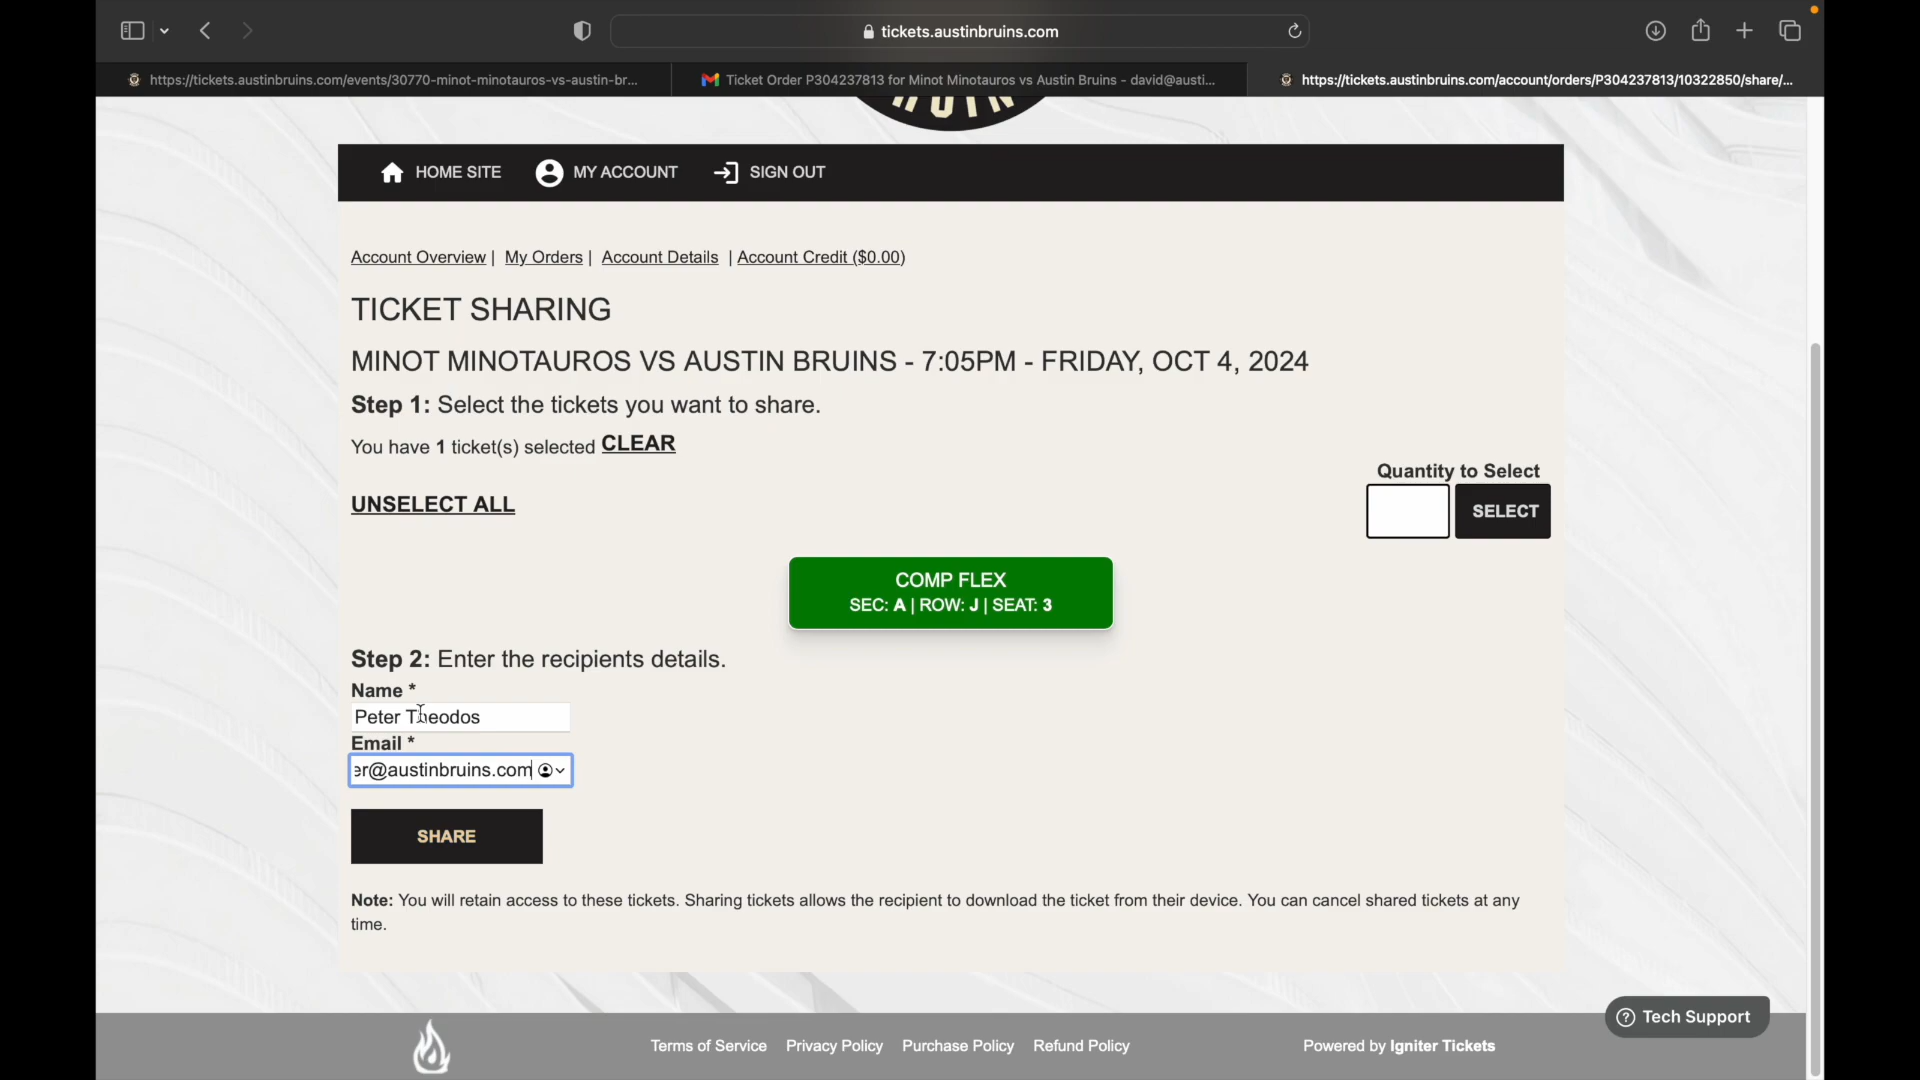 tickets.austinbruins.com
https://tickets.austinbruins.com/events/30770-minot-minotauros-vs-austin-br...
Ticket Order P304237813 for Minot Minotauros vs Austin Bruins - david@austi...
https://tickets.austinbruins.com/account/orders/P304237813/10322850/share/...
HOME SITE
MY ACCOUNT
SIGN OUT
Account Overview | My Orders | Account Details | Account Credit ($0.00)
TICKET SHARING
MINOT MINOTAUROS VS AUSTIN BRUINS - 7:05PM - FRIDAY, OCT 4, 2024
Step 1: Select the tickets you want to share.
You have 1 ticket(s) selected CLEAR
Quantity to Select
UNSELECT ALL
SELECT
COMP FLEX
SEC: A | ROW: J | SEAT: 3
Step 2: Enter the recipients details.
Name *
Peter Theodos
Email *
er@austinbruins.com
SHARE
Note: You will retain access to these tickets. Sharing tickets allows the recipient to download the ticket from their device. You can cancel shared tickets at any
time.
Tech Support
Terms of Service Privacy Policy Purchase Policy Refund Policy
Powered by Igniter Tickets